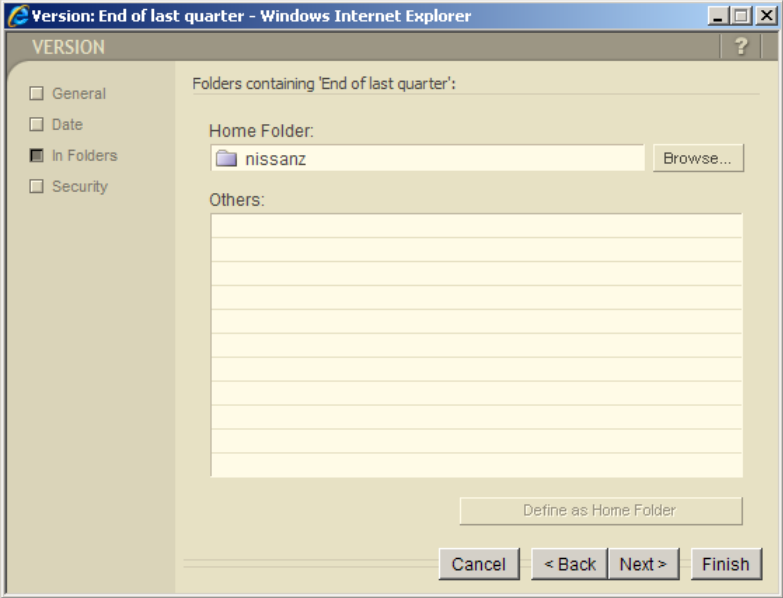 Version: End of last quarter - Windows Internet Explorer
VERSION
?
General
Date
In Folders
Security
Folders containing 'End of last quarter':
Home Folder:
nissanz
Browse...
Others:
Define as Home Folder
Cancel
< Back
Next >
Finish